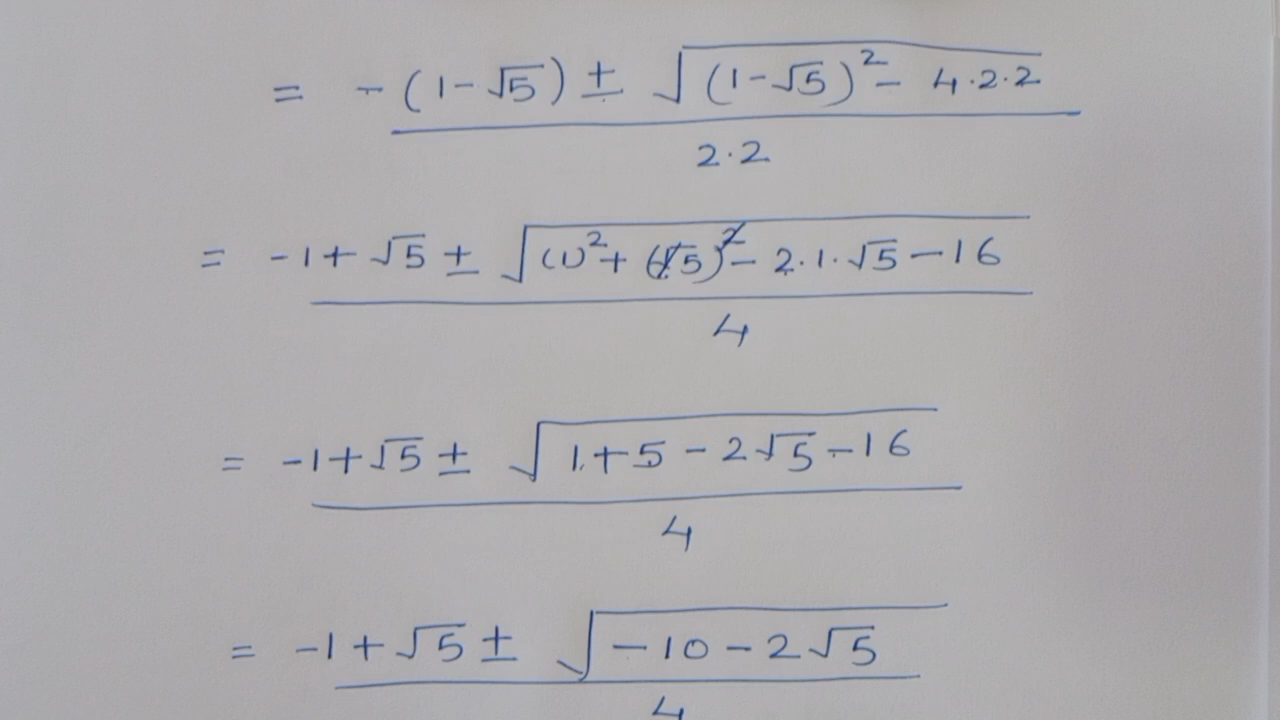 = -(1-√5) ± √(1-√5)² - 4·2·2
2·2
= -1+√5 ± √(1)²+(√5)² - 2·1·√5 - 16
4
= -1+√5 ± √1+5-2√5-16
4
= -1+√5 ± √-10-2√5
4